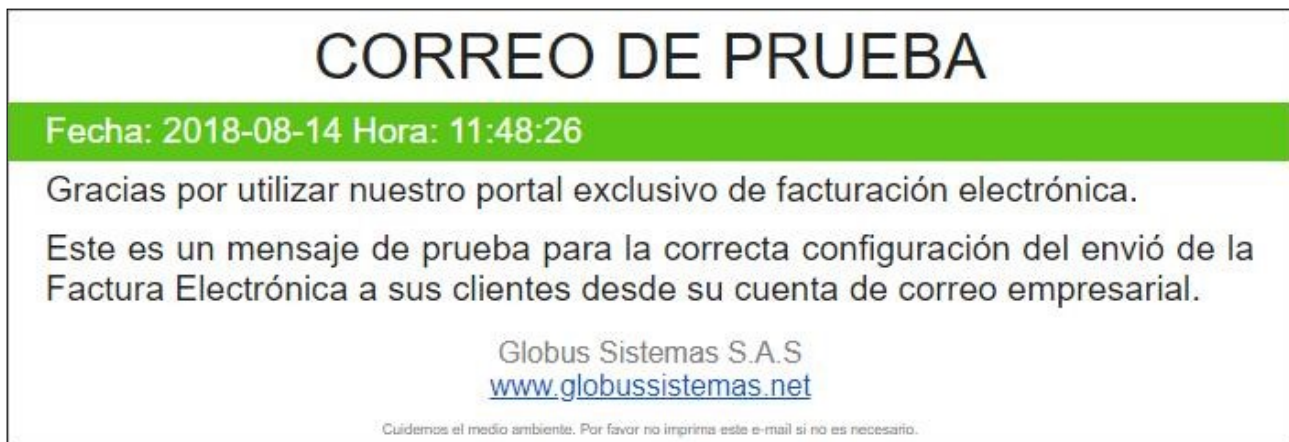 CORREO DE PRUEBA
Fecha: 2018-08-14 Hora: 11:48:26
Gracias por utilizar nuestro portal exclusivo de facturación electrónica.
Este es un mensaje de prueba para la correcta configuración del envió de la
Factura Electrónica a sus clientes desde su cuenta de correo empresarial.
Globus Sistemas S.A.S
www.globussistemas.net
Cuidemos el medio ambiente. Por favor no imprima este e-mail si no es necesario.